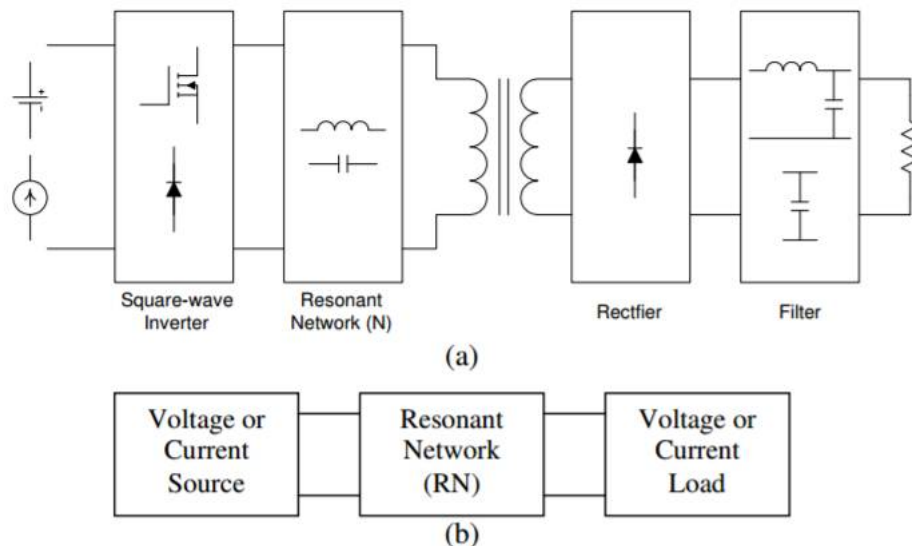 Square-wave
Inverter
Resonant
Network (N)
Rectfier
Filter
(a)
Voltage or
Current
Source
Resonant
Network
(RN)
Voltage or
Current
Load
(b)